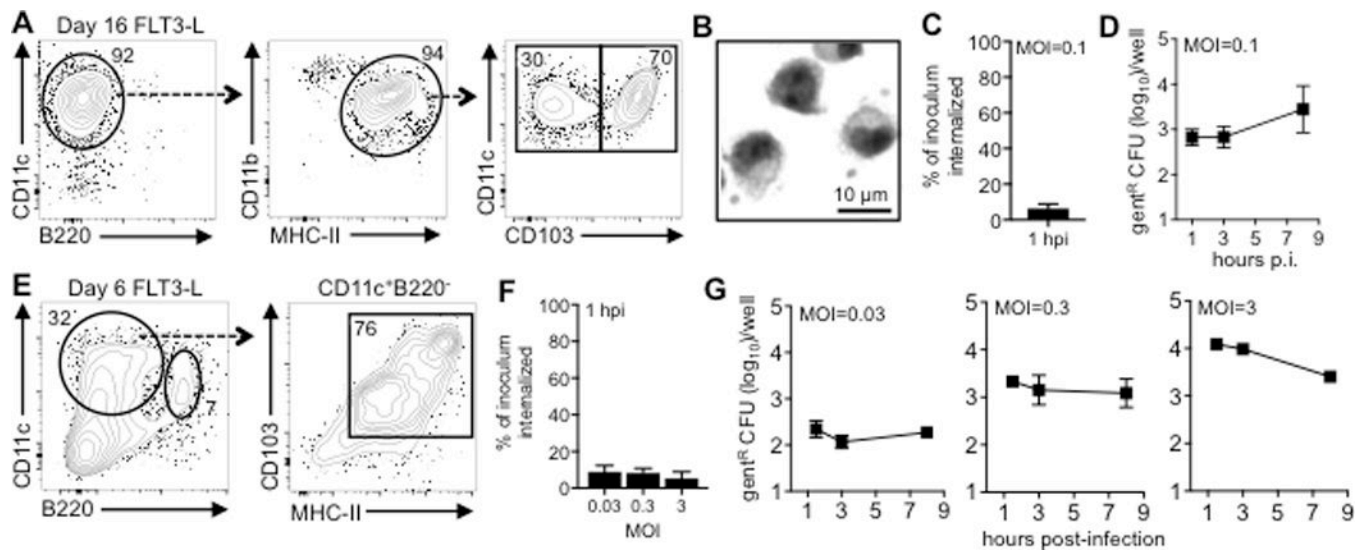 A
Day 16 FLT3-L
92
CD11c
B220
94
CD11b
MHC-II
30
70
CD11c
CD103
B
10 µm
C
MOI=0.1
% of inoculum
internalized
100
80
60
40
20
0
1 hpi
D
MOI=0.1
gentᴿ CFU (log₁₀)/well
5
4
3
2
1
1 3 5 7 9
hours p.i.
E
Day 6 FLT3-L
32
7
CD11c
B220
CD11c⁺B220⁻
76
CD103
MHC-II
F
1 hpi
% of inoculum
internalized
100
80
60
40
20
0
0.03 0.3 3
MOI
G
MOI=0.03
gentᴿ CFU (log₁₀)/well
5
4
3
2
1
1 3 5 7 9
MOI=0.3
5
4
3
2
1
1 3 5 7 9
hours post-infection
MOI=3
5
4
3
2
1
1 3 5 7 9